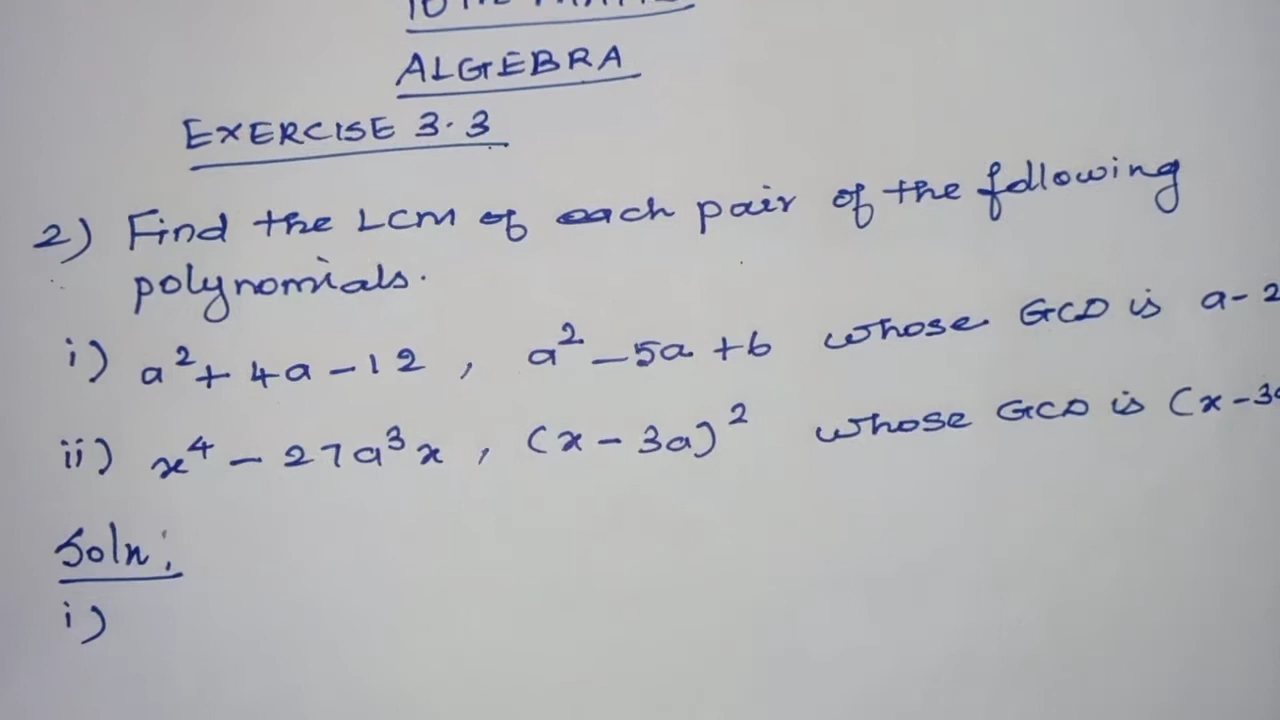 ALGEBRA
EXERCISE 3.3
2) Find the LCM of each pair of the following
polynomials.
i) a²+ 4a -12 , a² -5a +6 whose GCD is a-2
ii) x⁴ - 27a³x , (x-3a)² whose GCD is (x-3
Soln:
i)